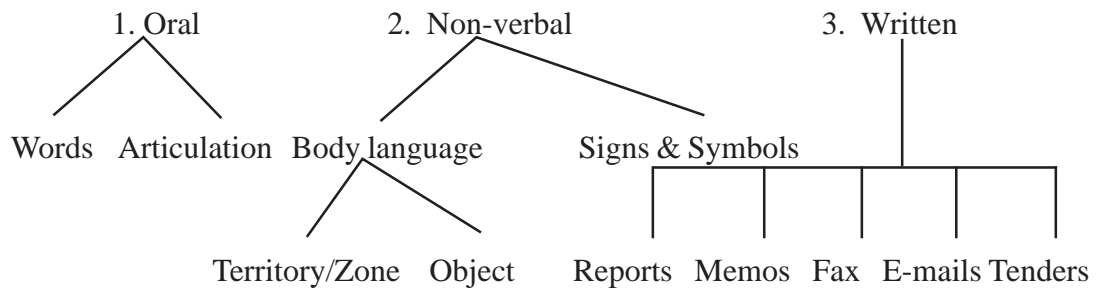 1. Oral 2. Non-verbal 3. Written
Words Articulation Body language Signs & Symbols
Territory/Zone Object Reports Memos Fax E-mails Tenders